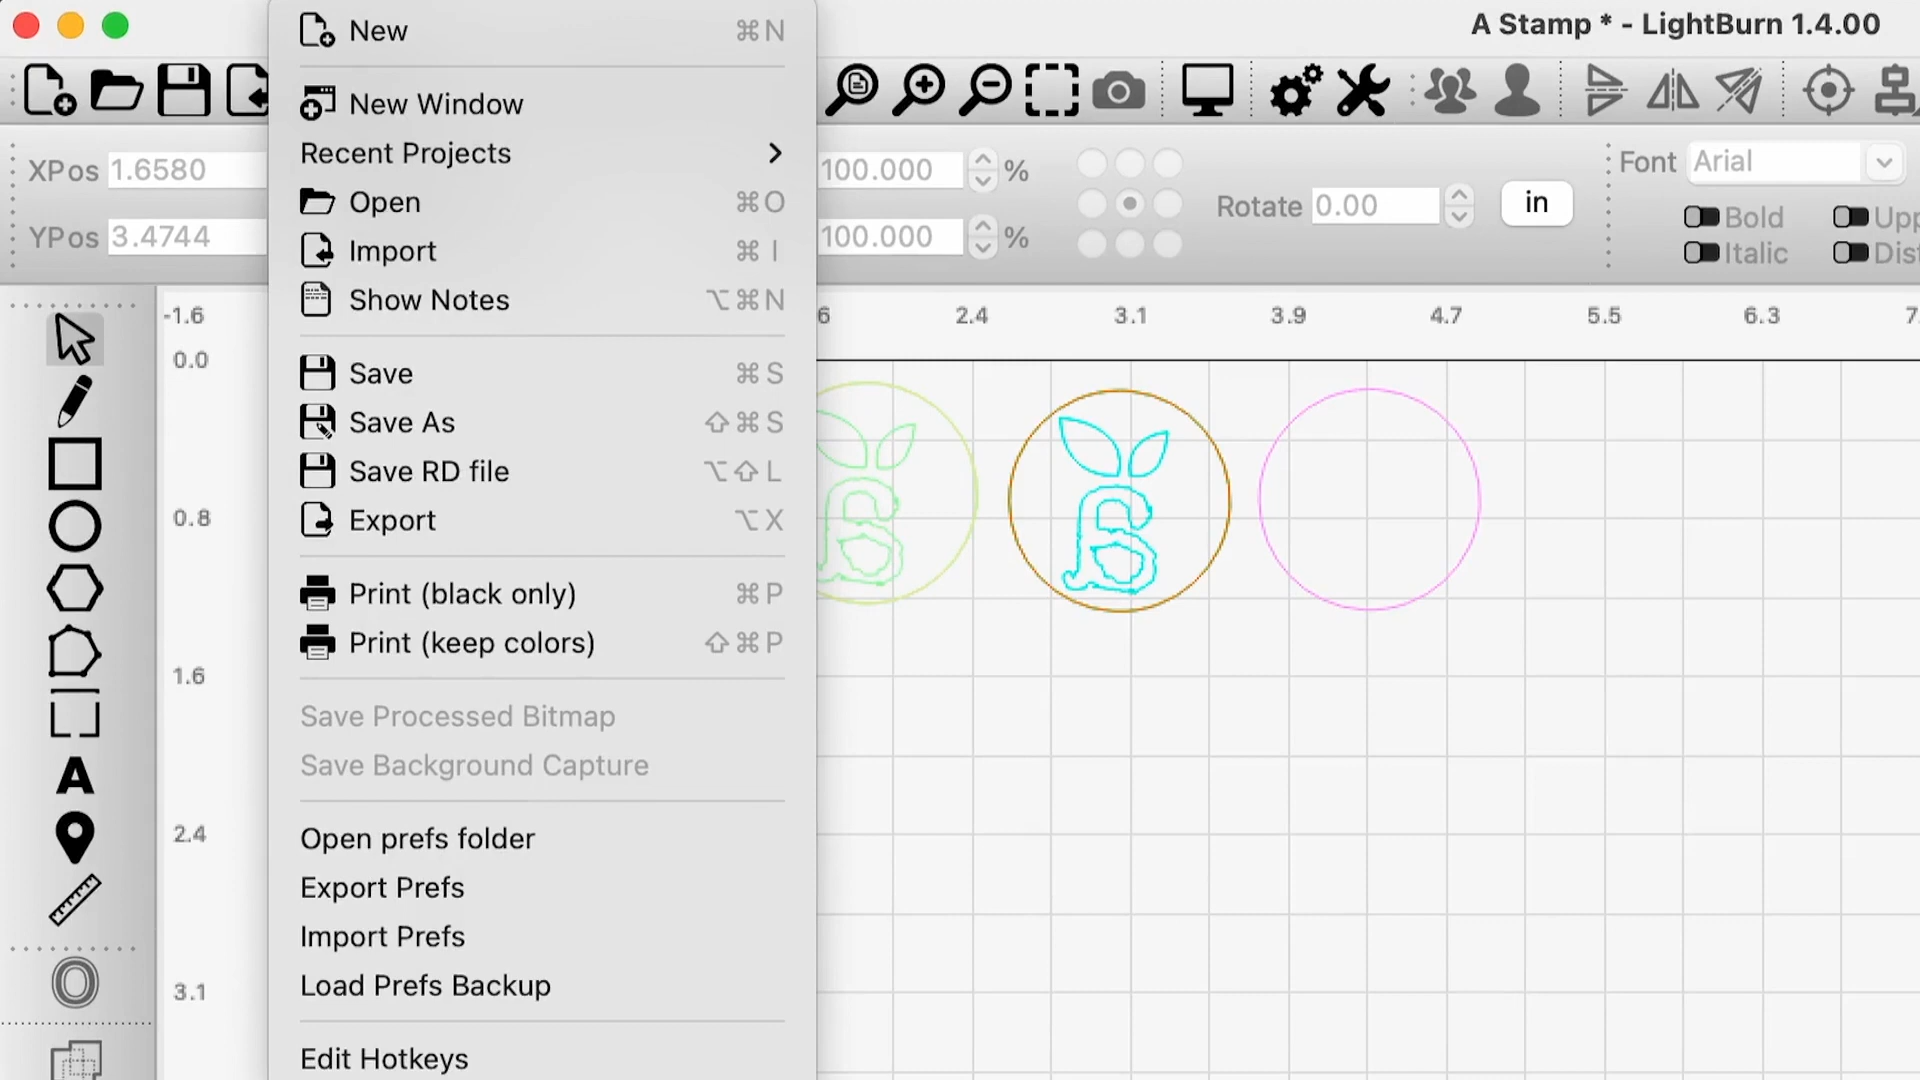 A Stamp * - LightBurn 1.4.00
New ⌘N
New Window
Recent Projects
Open ⌘O
Import ⌘I
Show Notes ⌥⌘N
Save ⌘S
Save As ⇧⌘S
Save RD file ⌥⇧L
Export ⌥X
Print (black only) ⌘P
Print (keep colors) ⇧⌘P
Save Processed Bitmap
Save Background Capture
Open prefs folder
Export Prefs
Import Prefs
Load Prefs Backup
Edit Hotkeys
XPos 1.6580
YPos 3.4744
100.000 %
100.000 %
Rotate 0.00
in
Font Arial
Bold
Upp
Italic
Dist
-1.6
6 2.4 3.1 3.9 4.7 5.5 6.3 7.
0.0
0.8
1.6
2.4
3.1
A
B
B